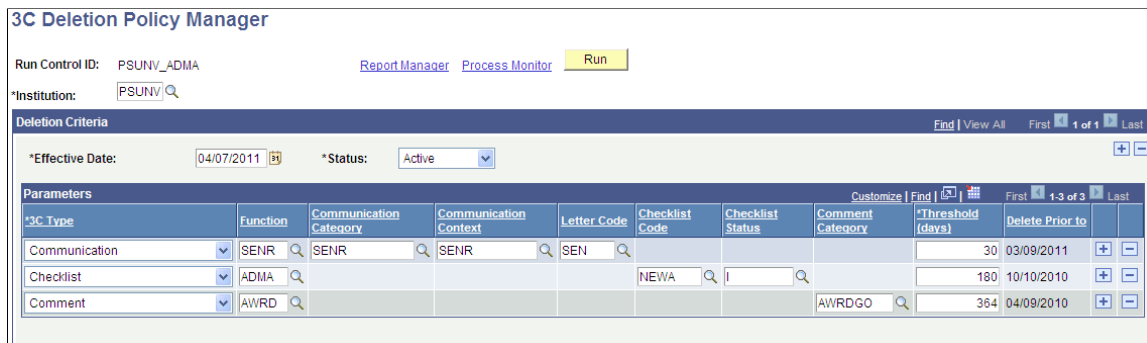 3C Deletion Policy Manager
Run Control ID: PSUNV_ADMA Report Manager Process Monitor Run
*Institution: PSUNV
Deletion Criteria Find | View All First 1 of 1 Last
*Effective Date: 04/07/2011 *Status: Active
Parameters Customize | Find | First 1-3 of 3 Last
*3C Type Function Communication Category Communication Context Letter Code Checklist Code Checklist Status Comment Category *Threshold (days) Delete Prior to
Communication SENR SENR SENR SEN 30 03/09/2011
Checklist ADMA NEWA I 180 10/10/2010
Comment AWRD AWRDGO 364 04/09/2010